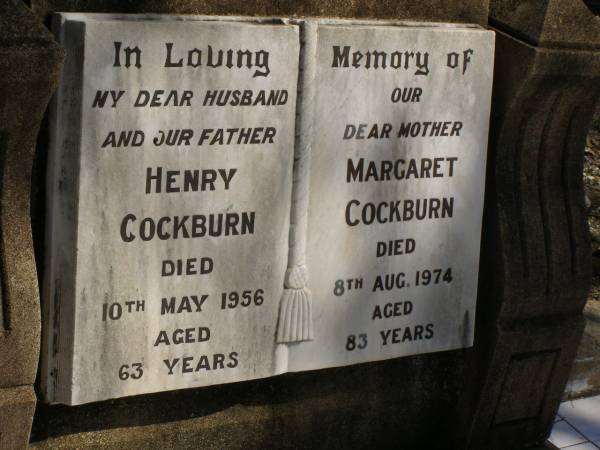 In Loving
MY DEAR HUSBAND
AND OUR FATHER
HENRY
COCKBURN
DIED
10TH MAY 1956
AGED
63 YEARS
Memory of
OUR
DEAR MOTHER
MARGARET
COCKBURN
DIED
8TH AUG. 1974
AGED
83 YEARS